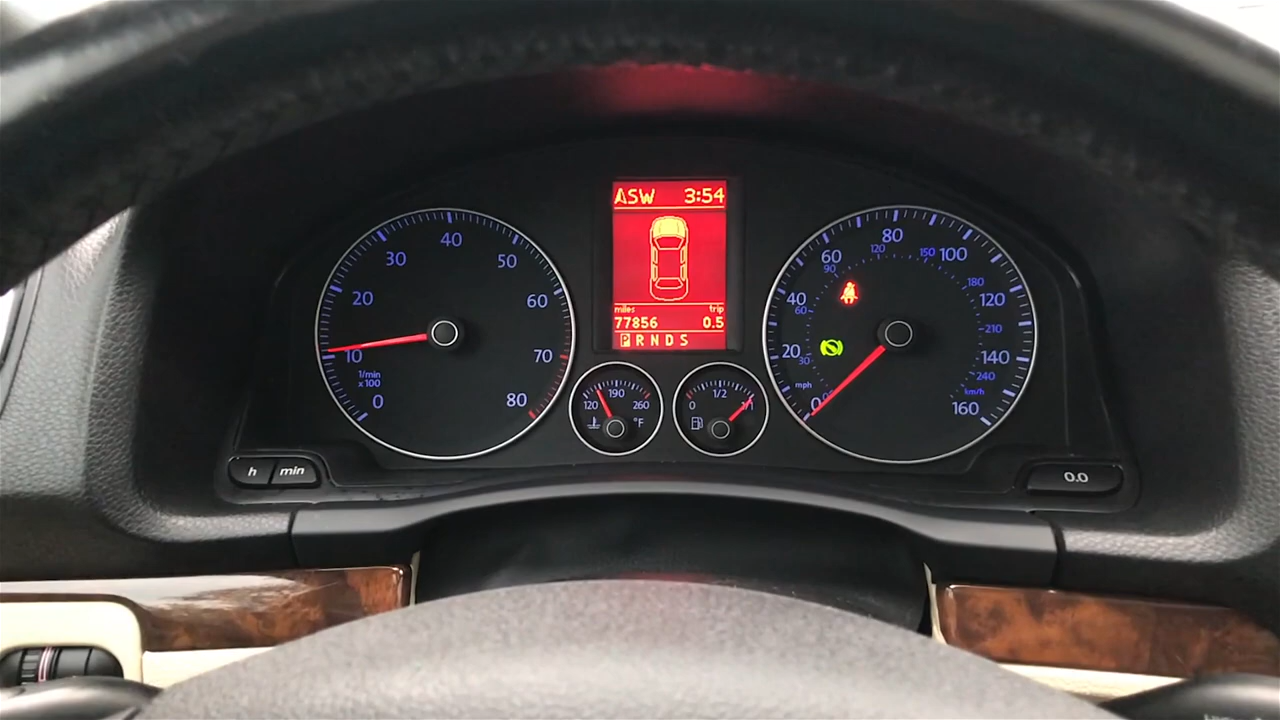 ASW 3:54
miles trip
77856 0.5
P R N D S
0
10
20
30
40
50
60
70
80
1/min
x100
120 190 260
°F
0 1/2 1/1
0 20 40 60 80 100 120 140 160
mph
30 60 90 120 150 180 210 240
km/h
h min
0.0